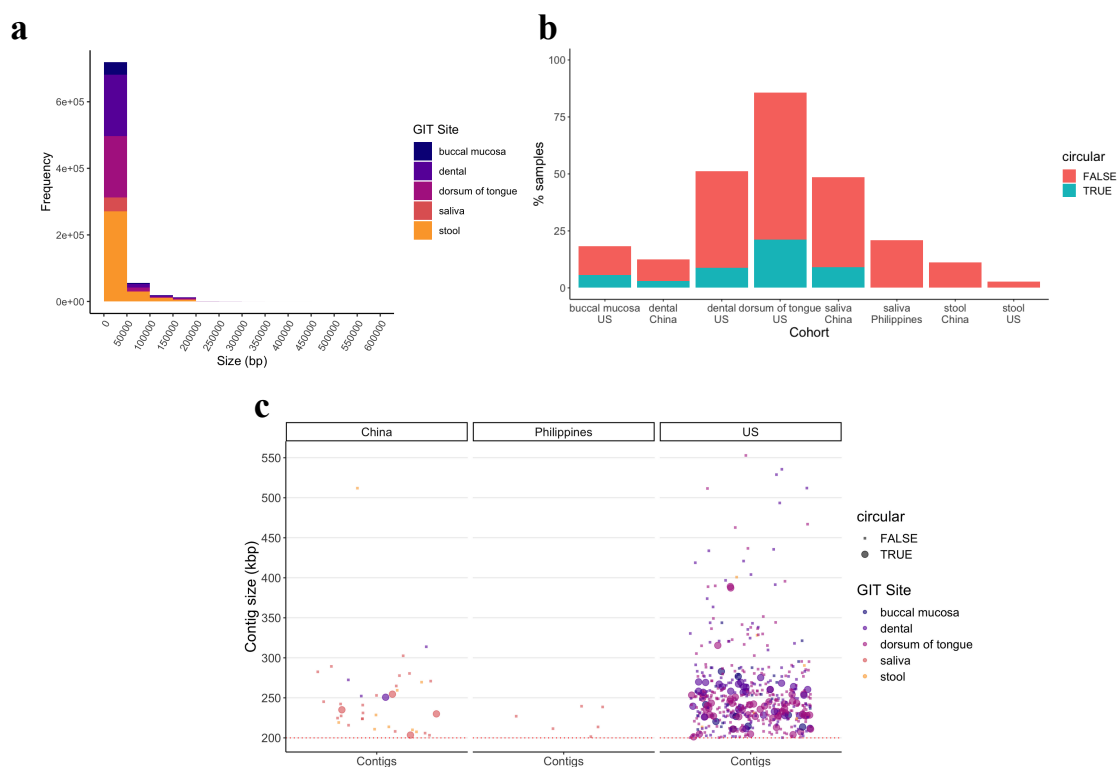 a
Frequency
6e+05
4e+05
2e+05
0e+00
0
50000
100000
150000
200000
250000
300000
350000
400000
450000
500000
550000
600000
Size (bp)
GIT Site
buccal mucosa
dental
dorsum of tongue
saliva
stool
b
% samples
100
75
50
25
0
buccal mucosa dental dental dorsum of tongue saliva saliva stool stool
US China US US China Philippines China US
Cohort
circular
FALSE
TRUE
c
China Philippines US
Contig size (kbp)
550
500
450
400
350
300
250
200
Contigs Contigs Contigs
circular
FALSE
TRUE
GIT Site
buccal mucosa
dental
dorsum of tongue
saliva
stool